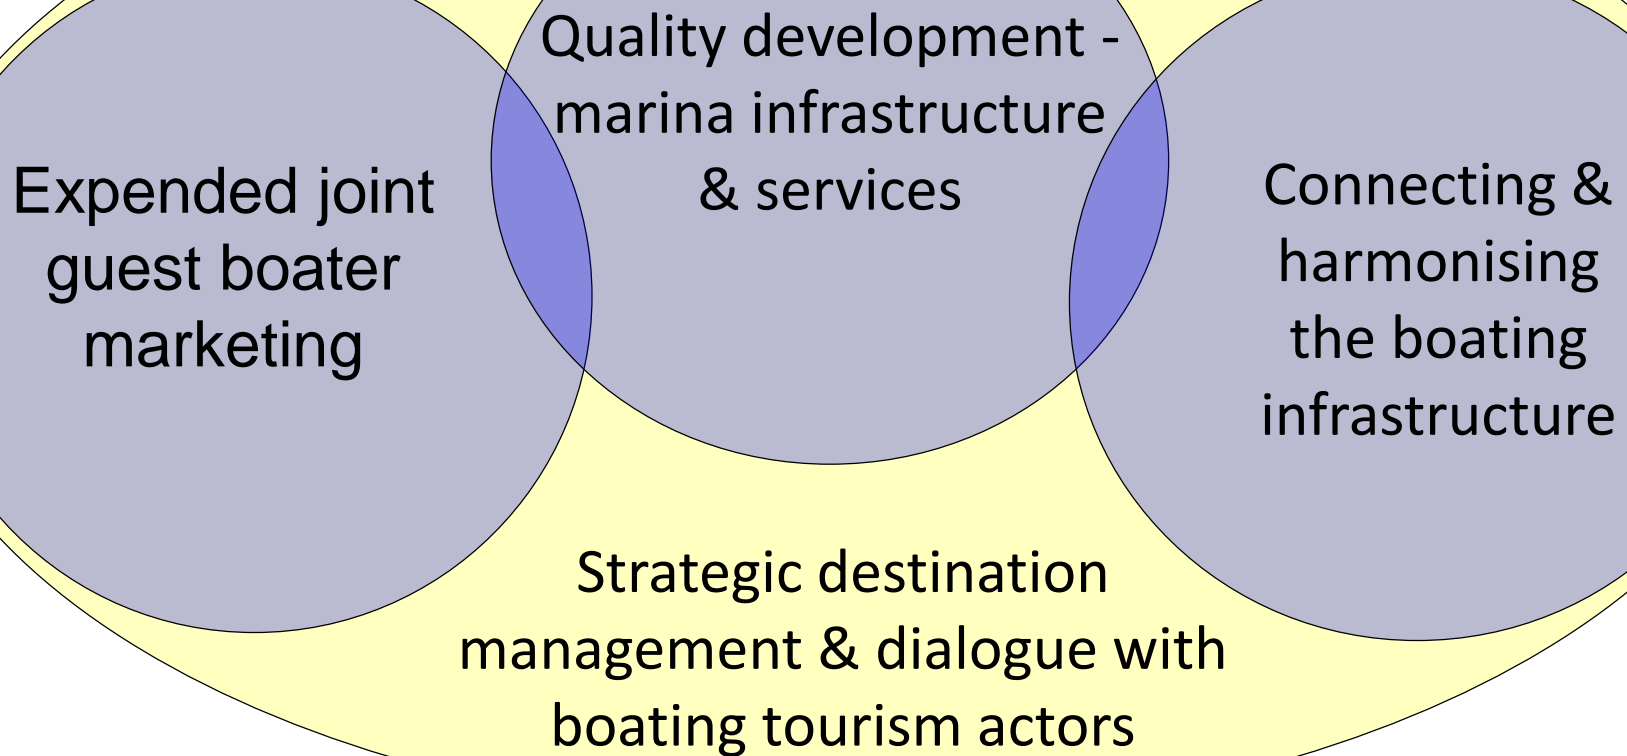 Expended joint
guest boater
marketing
Quality development -
marina infrastructure
& services
Connecting &
harmonising
the boating
infrastructure
Strategic destination
management & dialogue with
boating tourism actors